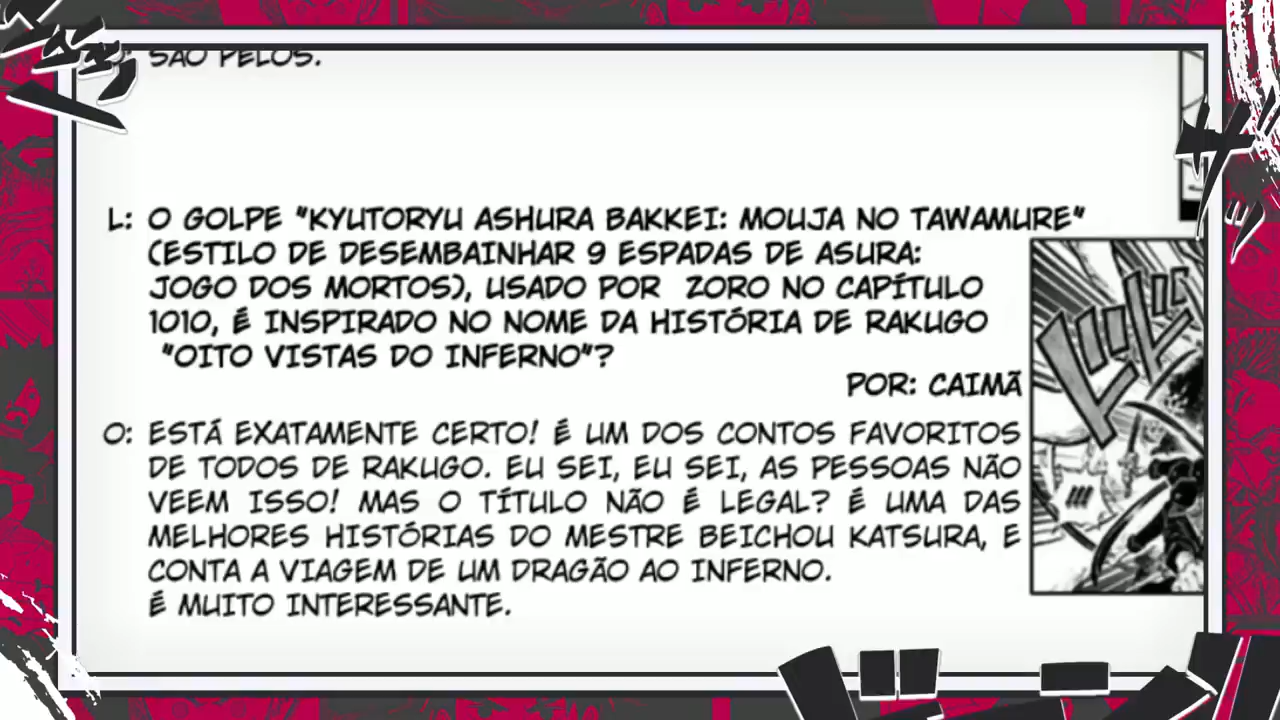 SÃO PELOS.
L: O GOLPE "KYUTORYU ASHURA BAKKEI: MOUJA NO TAWAMURE"
(ESTILO DE DESEMBAINHAR 9 ESPADAS DE ASURA:
JOGO DOS MORTOS), USADO POR ZORO NO CAPÍTULO
1010, É INSPIRADO NO NOME DA HISTÓRIA DE RAKUGO
"OITO VISTAS DO INFERNO"?
POR: CAIMÃ
O: ESTÁ EXATAMENTE CERTO! É UM DOS CONTOS FAVORITOS
DE TODOS DE RAKUGO. EU SEI, EU SEI, AS PESSOAS NÃO
VEEM ISSO! MAS O TÍTULO NÃO É LEGAL? É UMA DAS
MELHORES HISTÓRIAS DO MESTRE BEICHOU KATSURA, E
CONTA A VIAGEM DE UM DRAGÃO AO INFERNO.
É MUITO INTERESSANTE.